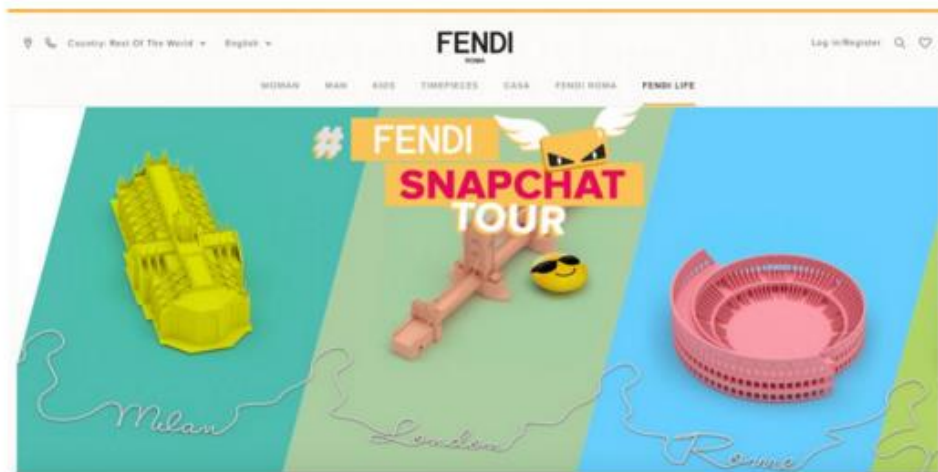 Country: Rest Of The World English
FENDI
ROMA
Log in/Register
WOMAN MAN KIDS TIMEPIECES CASA FENDI ROMA FENDI LIFE
# FENDI
SNAPCHAT
TOUR
Milan
London
Rome